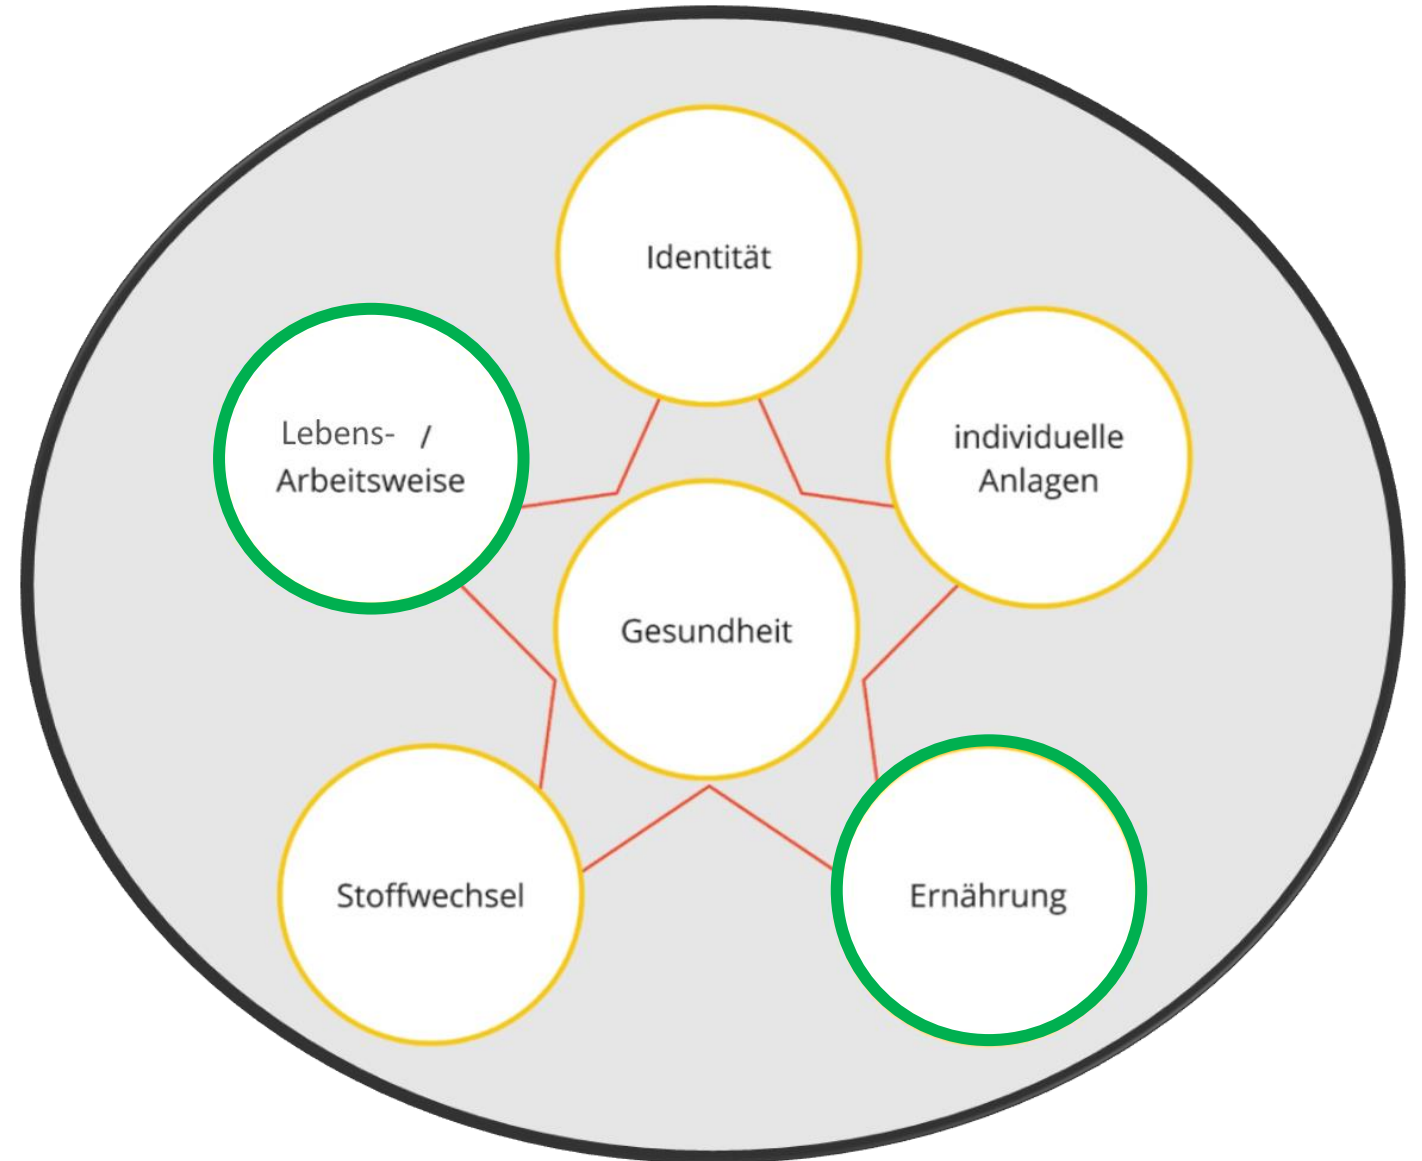 Identität
Lebens- /
Arbeitsweise
individuelle
Anlagen
Gesundheit
Stoffwechsel
Ernährung